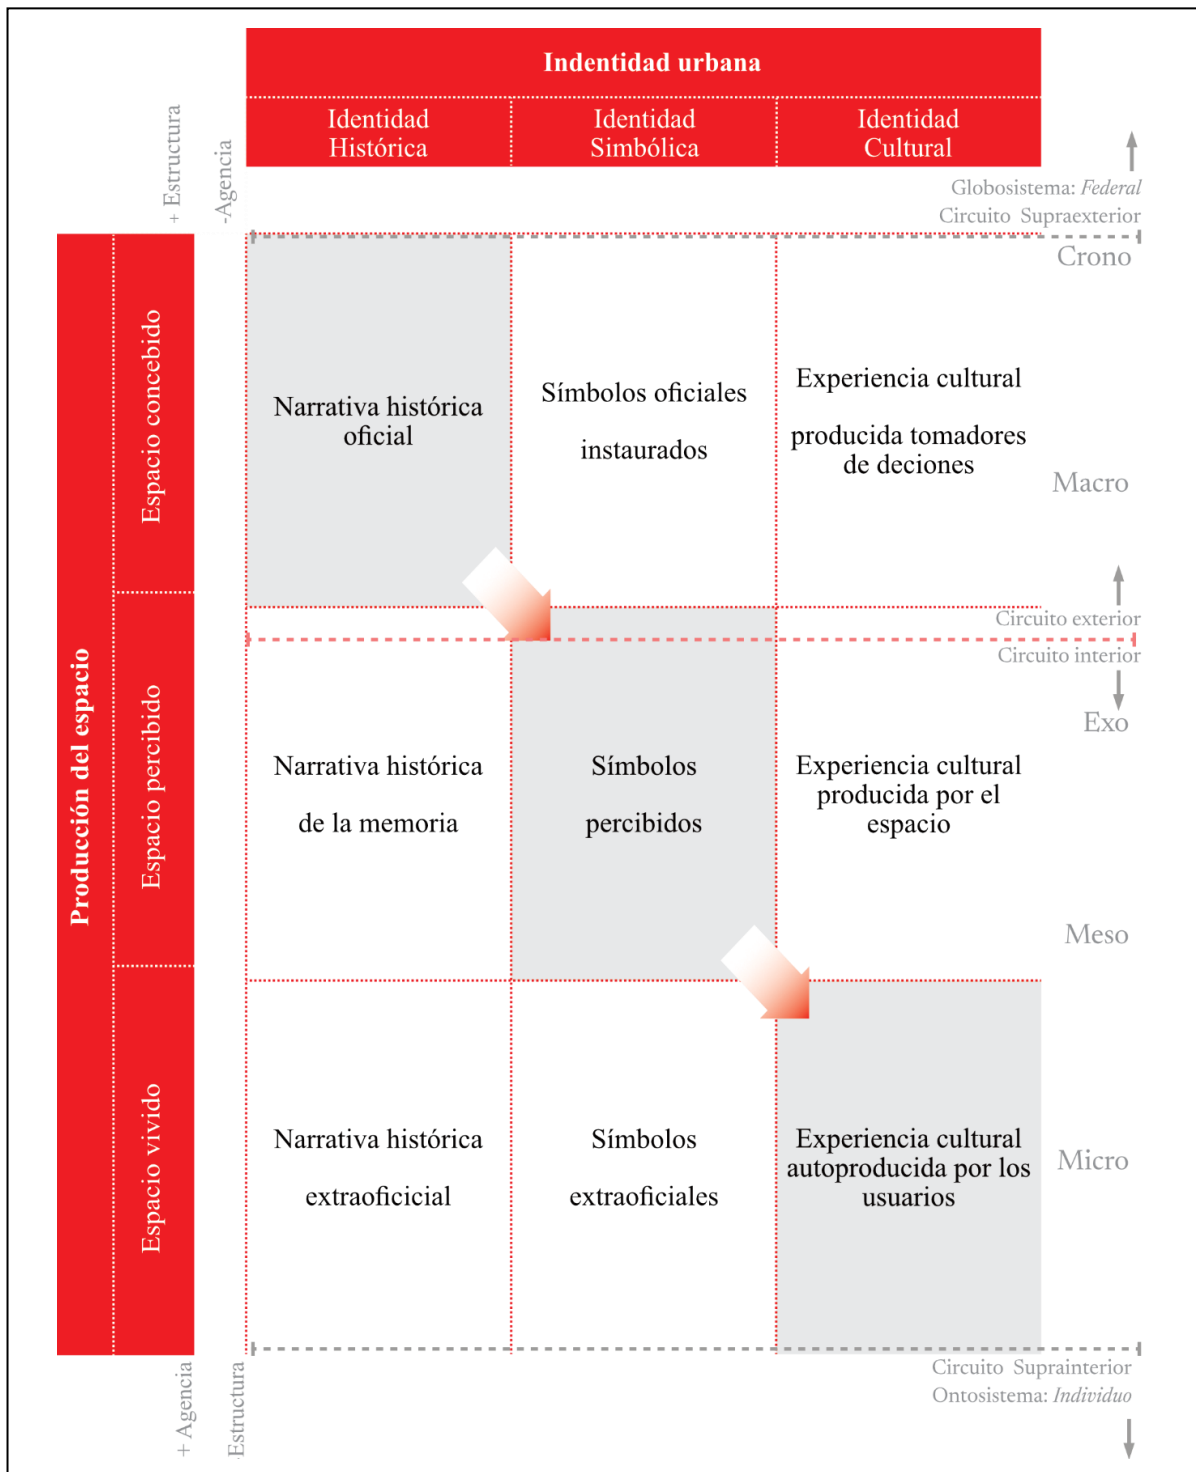 Indentidad urbana
Identidad
Histórica
Identidad
Simbólica
Identidad
Cultural
+ Estructura
-Agencia
Globosistema: Federal
Circuito Supraexterior
Crono
Producción del espacio
Espacio concebido
Narrativa histórica
oficial
Símbolos oficiales
instaurados
Experiencia cultural
producida tomadores
de deciones
Macro
Circuito exterior
Circuito interior
Exo
Espacio percibido
Narrativa histórica
de la memoria
Símbolos
percibidos
Experiencia cultural
producida por el
espacio
Meso
Espacio vivido
Narrativa histórica
extraoficicial
Símbolos
extraoficiales
Experiencia cultural
autoproducida por los
usuarios
Micro
+ Agencia
-Estructura
Circuito Suprainterior
Ontosistema: Individuo